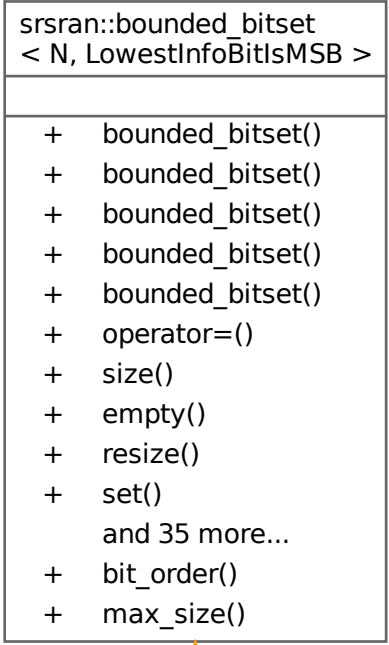 srsran::bounded_bitset
< N, LowestInfoBitIsMSB >
+ bounded_bitset()
+ bounded_bitset()
+ bounded_bitset()
+ bounded_bitset()
+ bounded_bitset()
+ operator=()
+ size()
+ empty()
+ resize()
+ set()
and 35 more...
+ bit_order()
+ max_size()